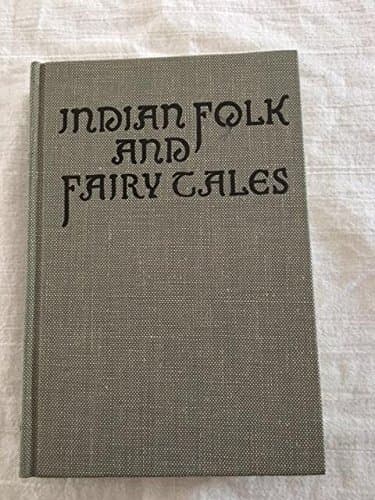 INDIAN FOLK
AND
FAIRY TALES